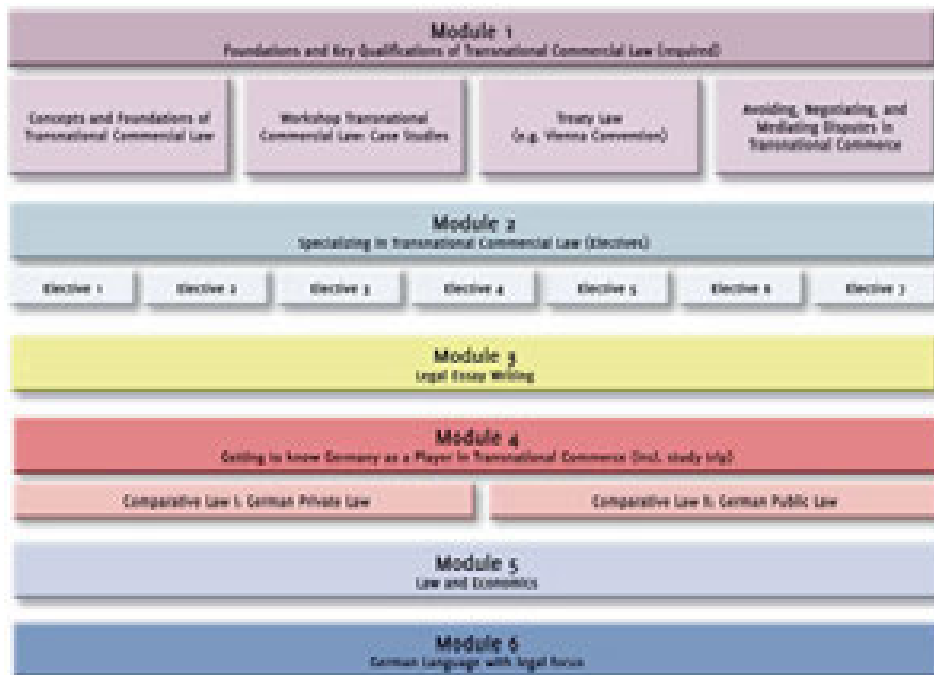 Module 1
Foundations and Key Qualifications of Transnational Commercial Law (required)
Concepts and Foundations of
Transnational Commercial Law
Workshop Transnational
Commercial Law: Case Studies
Treaty Law
(e.g. Vienna Convention)
Avoiding, Negotiating, and
Mediating Disputes in
Transnational Commerce
Module 2
Specializing in Transnational Commercial Law (Electives)
Elective 1
Elective 2
Elective 3
Elective 4
Elective 5
Elective 6
Elective 7
Module 3
Legal Essay Writing
Module 4
Getting to know Germany as a Player in Transnational Commerce (incl. study trip)
Comparative Law I: German Private Law
Comparative Law II: German Public Law
Module 5
Law and Economics
Module 6
German Language with legal focus